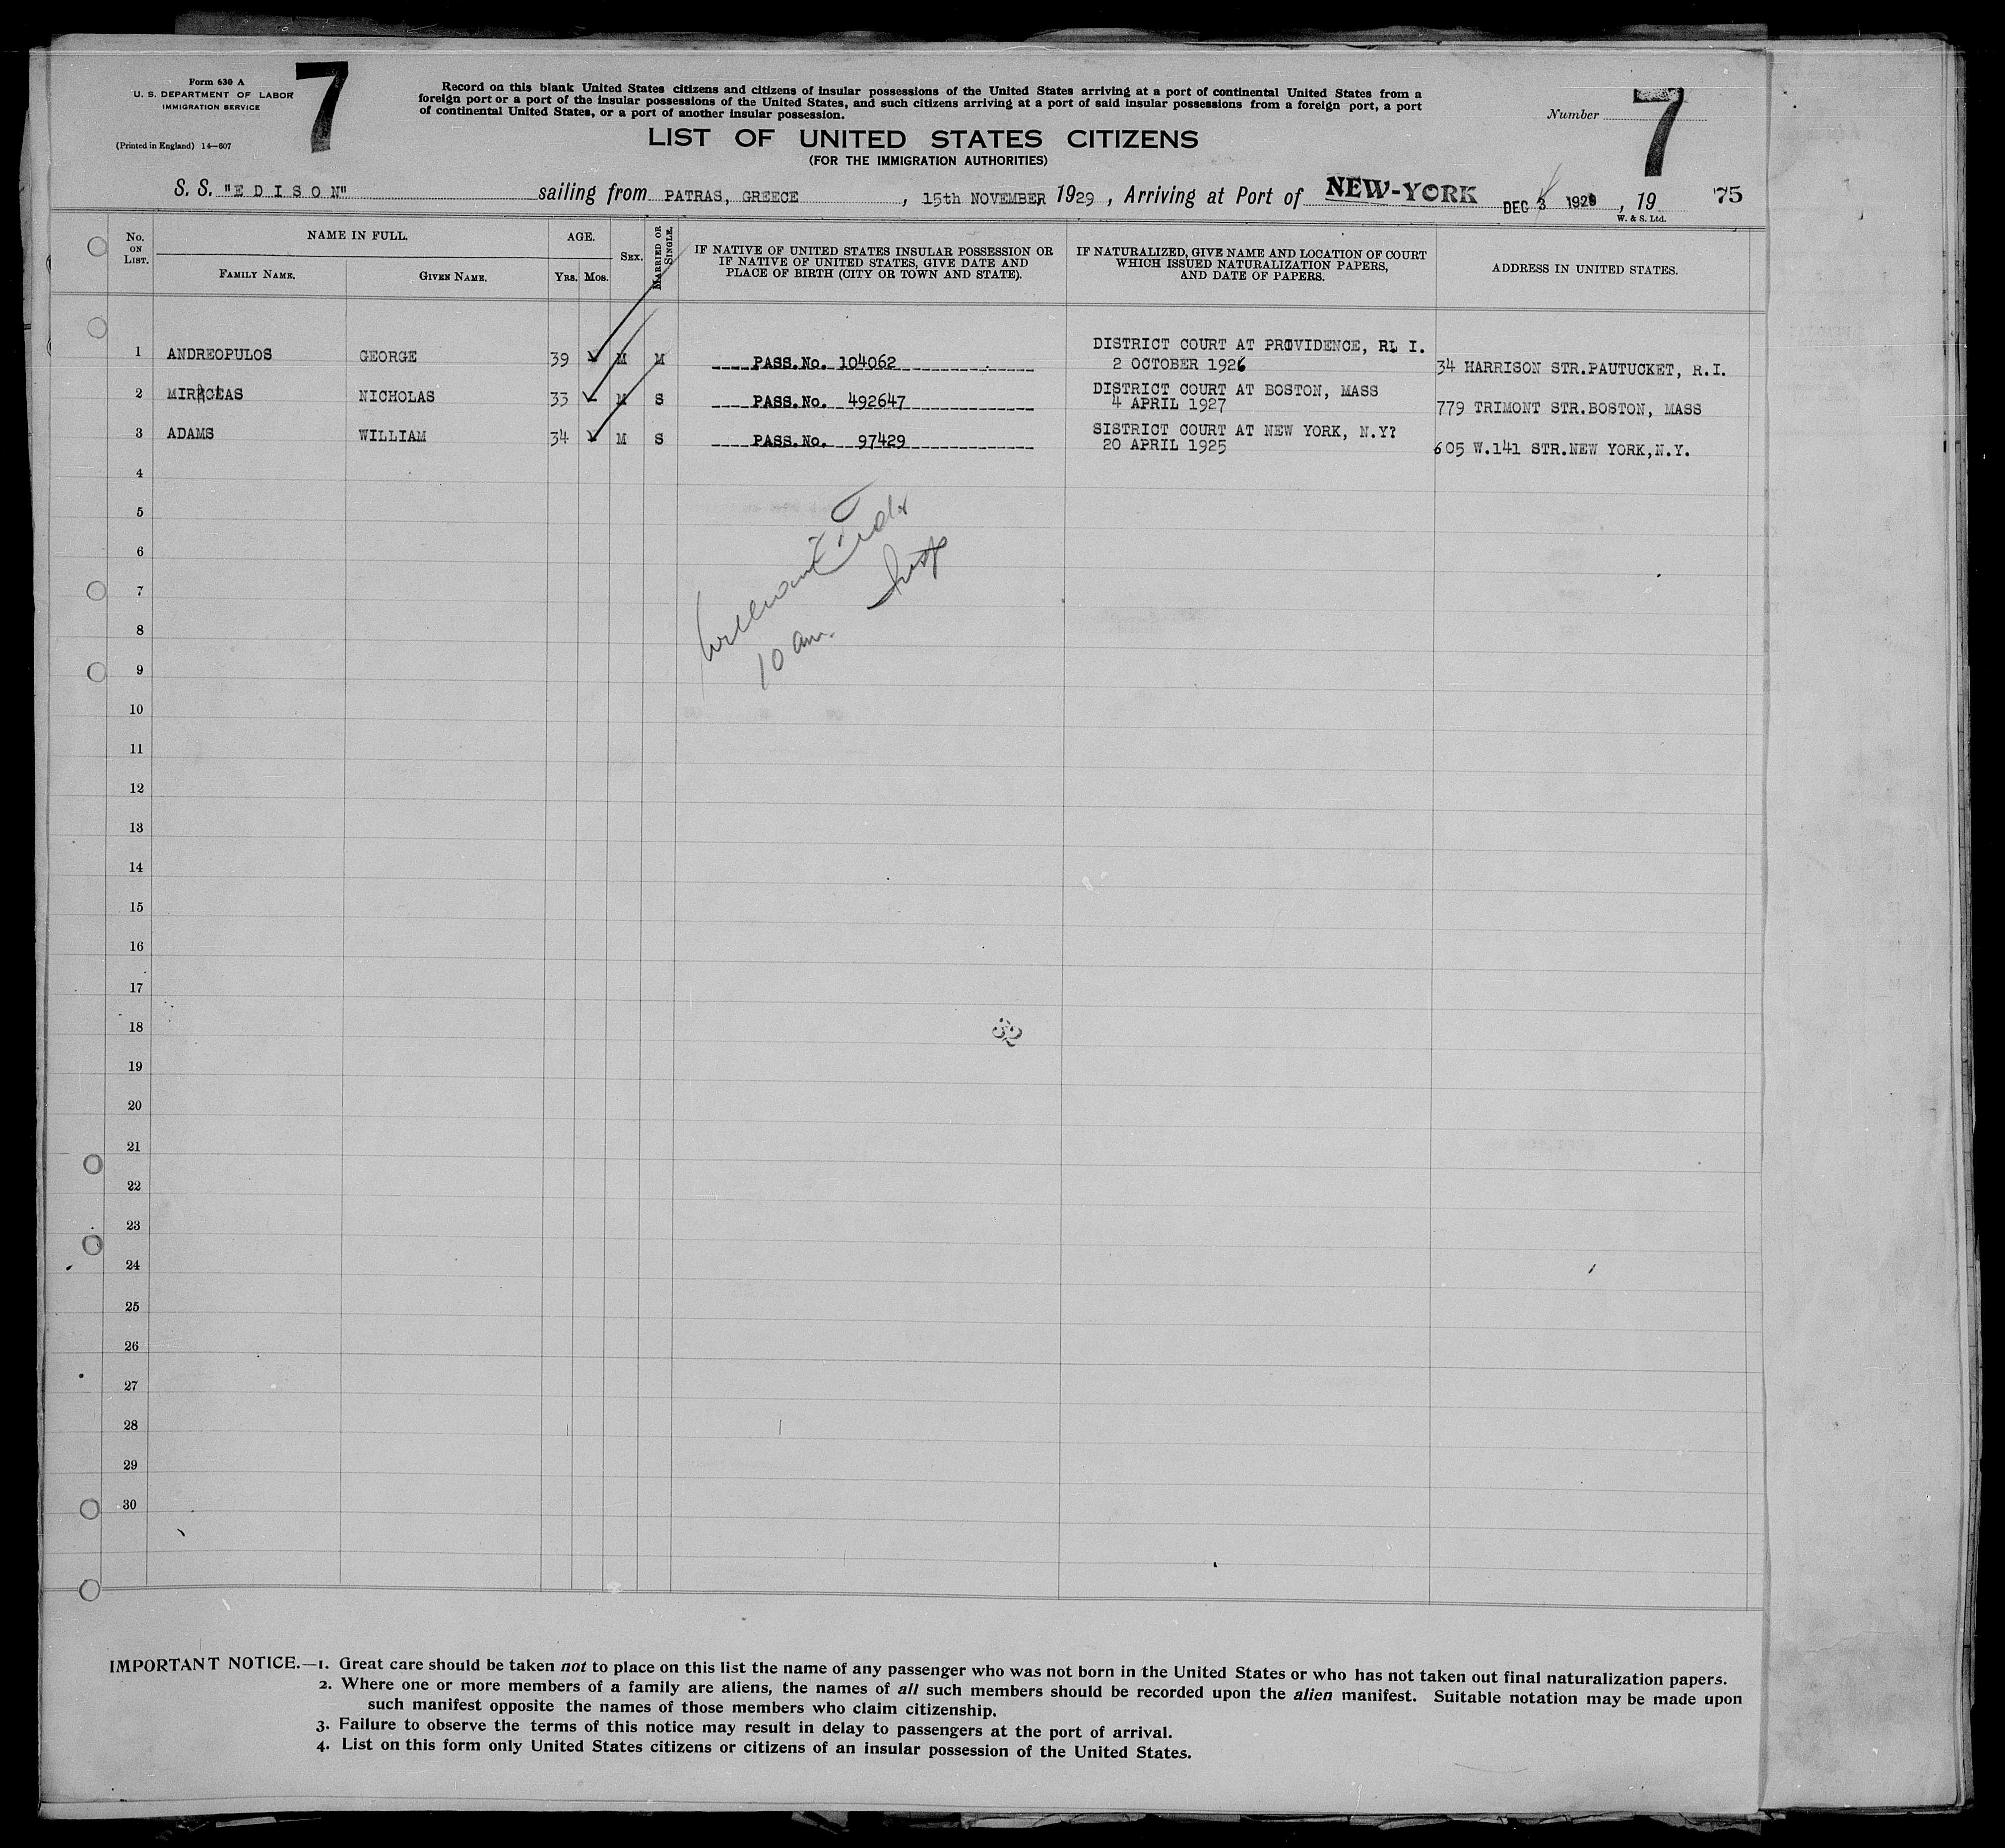 Form 630 A
U. S. DEPARTMENT OF LABOR
IMMIGRATION SERVICE
(Printed in England) 14—607
7
Record on this blank United States citizens and citizens of insular possessions of the United States arriving at a port of continental United States from a
foreign port or a port of the insular possessions of the United States, and such citizens arriving at a port of said insular possessions from a foreign port, a port
of continental United States, or a port of another insular possession.
Number 7
LIST OF UNITED STATES CITIZENS
(FOR THE IMMIGRATION AUTHORITIES)
S. S. "E D I S O N" sailing from PATRAS, GREECE, 15th NOVEMBER 1929, Arriving at Port of NEW-YORK DEC 3, 19 75
W. & S. Ltd.
No. ON LIST.
NAME IN FULL.
FAMILY NAME. GIVEN NAME.
AGE.
YRS. MOS.
SEX.
MARRIED OR SINGLE.
IF NATIVE OF UNITED STATES INSULAR POSSESSION OR
IF NATIVE OF UNITED STATES, GIVE DATE AND
PLACE OF BIRTH (CITY OR TOWN AND STATE).
IF NATURALIZED, GIVE NAME AND LOCATION OF COURT
WHICH ISSUED NATURALIZATION PAPERS,
AND DATE OF PAPERS.
ADDRESS IN UNITED STATES.
1 ANDREOPULOS GEORGE 39 M M PASS.No. 104062 DISTRICT COURT AT PROVIDENCE, R. I.
2 OCTOBER 1926 34 HARRISON STR.PAUTUCKET, R.I.
2 NICHOLAS 33 M S PASS.No. 492647 DISTRICT COURT AT BOSTON, MASS
4 APRIL 1927 779 TRIMONT STR.BOSTON, MASS
3 ADAMS WILLIAM 34 M S PASS.No. 97429 SISTRICT COURT AT NEW YORK, N.Y?
20 APRIL 1925 605 W.141 STR.NEW YORK,N.Y.
4
5
6
7
8
9
10 am.
10
11
12
13
14
15
16
17
18
19
20
21
22
23
24
25
26
27
28
29
30
IMPORTANT NOTICE.—1. Great care should be taken not to place on this list the name of any passenger who was not born in the United States or who has not taken out final naturalization papers.
2. Where one or more members of a family are aliens, the names of all such members should be recorded upon the alien manifest. Suitable notation may be made upon
such manifest opposite the names of those members who claim citizenship.
3. Failure to observe the terms of this notice may result in delay to passengers at the port of arrival.
4. List on this form only United States citizens or citizens of an insular possession of the United States.